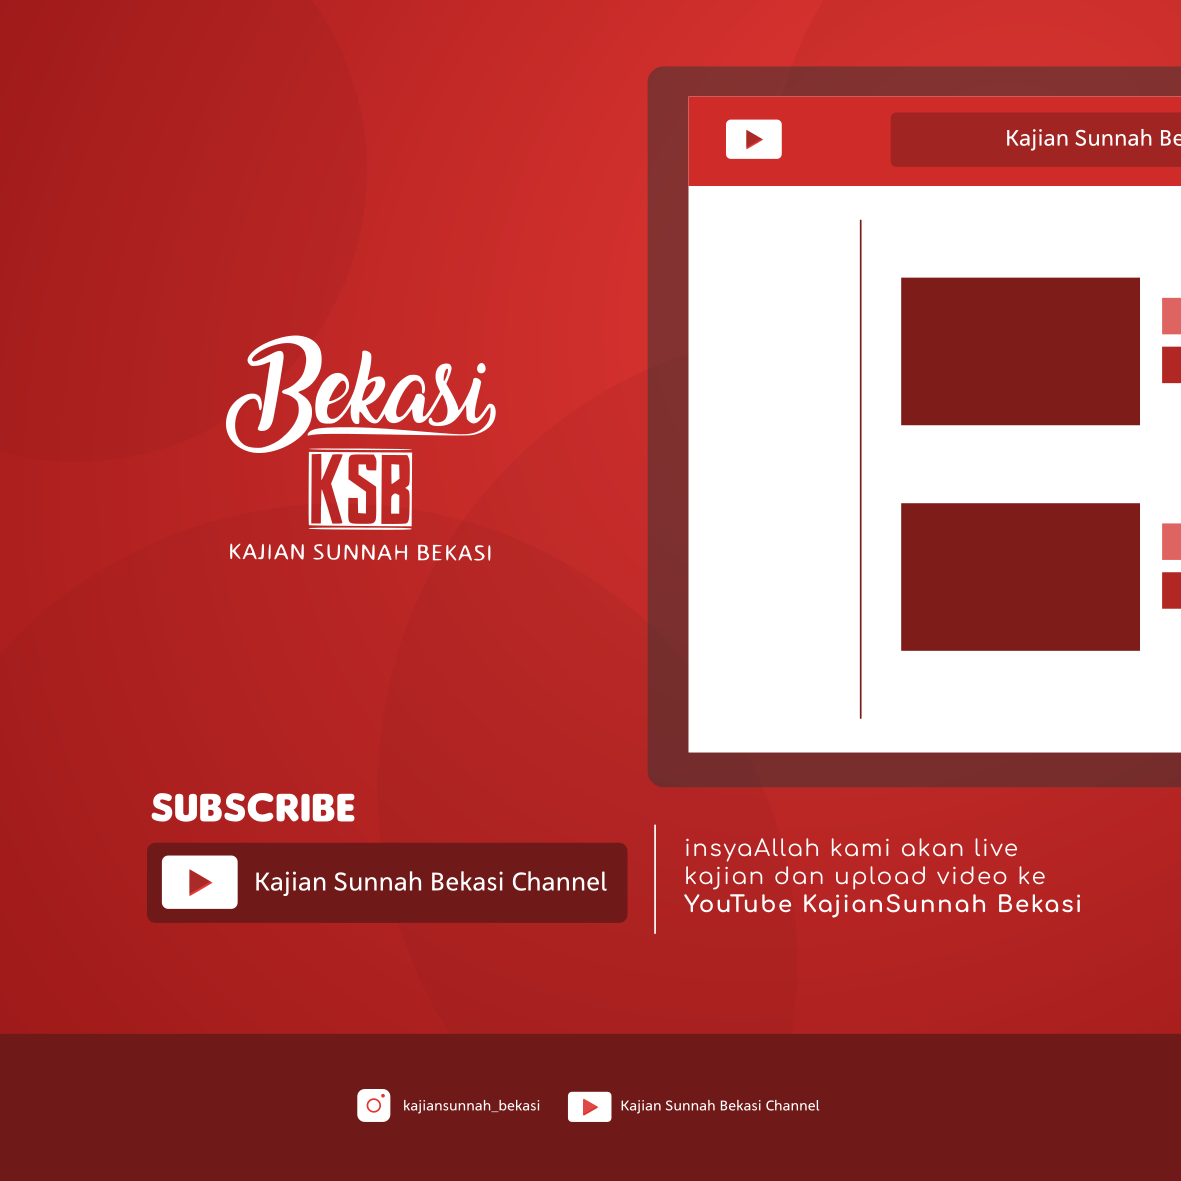 Kajian Sunnah Be
Bekasi
KSB
KAJIAN SUNNAH BEKASI
SUBSCRIBE
Kajian Sunnah Bekasi Channel
insyaAllah kami akan live
kajian dan upload video ke
YouTube KajianSunnah Bekasi
kajiansunnah_bekasi
Kajian Sunnah Bekasi Channel